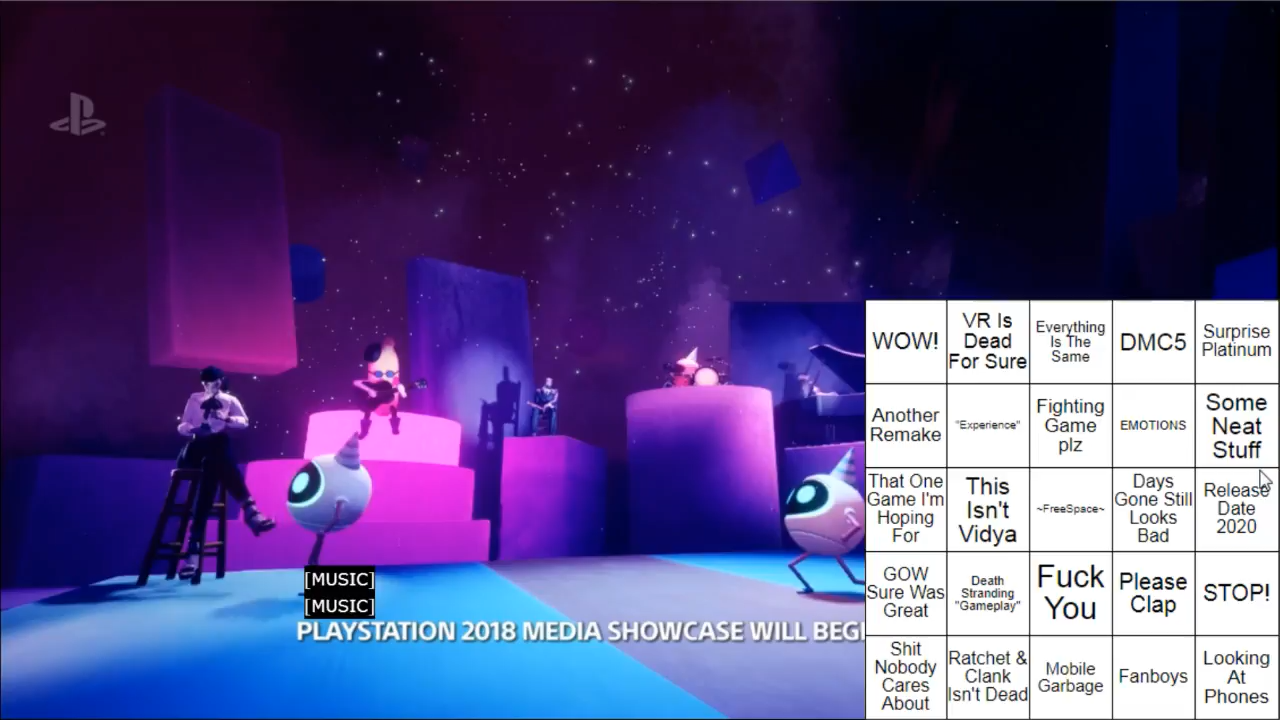 WOW!
VR Is
Dead
For Sure
Everything
Is The
Same
DMC5
Surprise
Platinum
Another
Remake
"Experience"
Fighting
Game
plz
EMOTIONS
Some
Neat
Stuff
That One
Game I'm
Hoping
For
This
Isn't
Vidya
~FreeSpace~
Days
Gone Still
Looks
Bad
Release
Date
2020
GOW
Sure Was
Great
Death
Stranding
"Gameplay"
Fuck
You
Please
Clap
STOP!
Shit
Nobody
Cares
About
Ratchet &
Clank
Isn't Dead
Mobile
Garbage
Fanboys
Looking
At
Phones
[MUSIC]
[MUSIC]
PLAYSTATION 2018 MEDIA SHOWCASE WILL BEGI